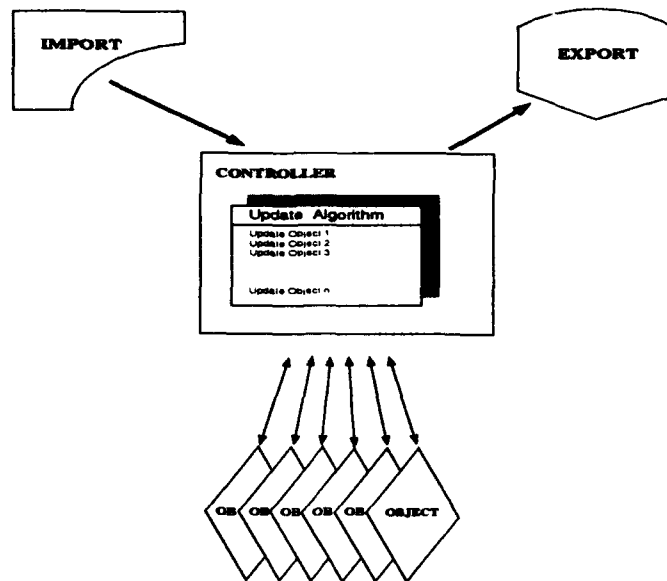 IMPORT
EXPORT
CONTROLLER
Update Algorithm
Update Object 1
Update Object 2
Update Object 3
Update Object n
OB OB OB OB OB OBJECT